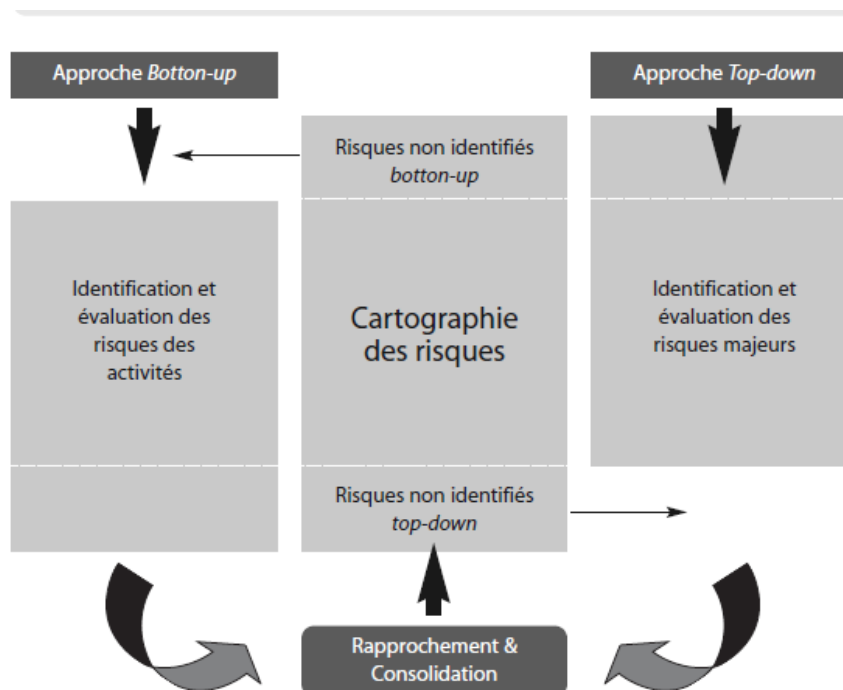 Approche Botton-up
Approche Top-down
Risques non identifiés
botton-up
Identification et
évaluation des
risques des
activités
Cartographie
des risques
Identification et
évaluation des
risques majeurs
Risques non identifiés
top-down
Rapprochement &
Consolidation